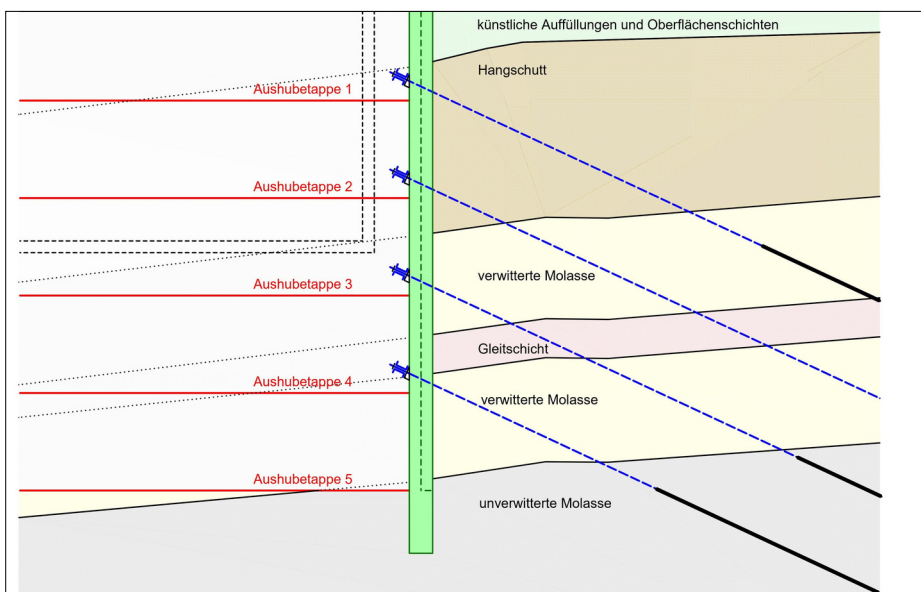 künstliche Auffüllungen und Oberflächenschichten
Hangschutt
Aushubetappe 1
Aushubetappe 2
verwitterte Molasse
Aushubetappe 3
Gleitschicht
Aushubetappe 4
verwitterte Molasse
Aushubetappe 5
unverwitterte Molasse